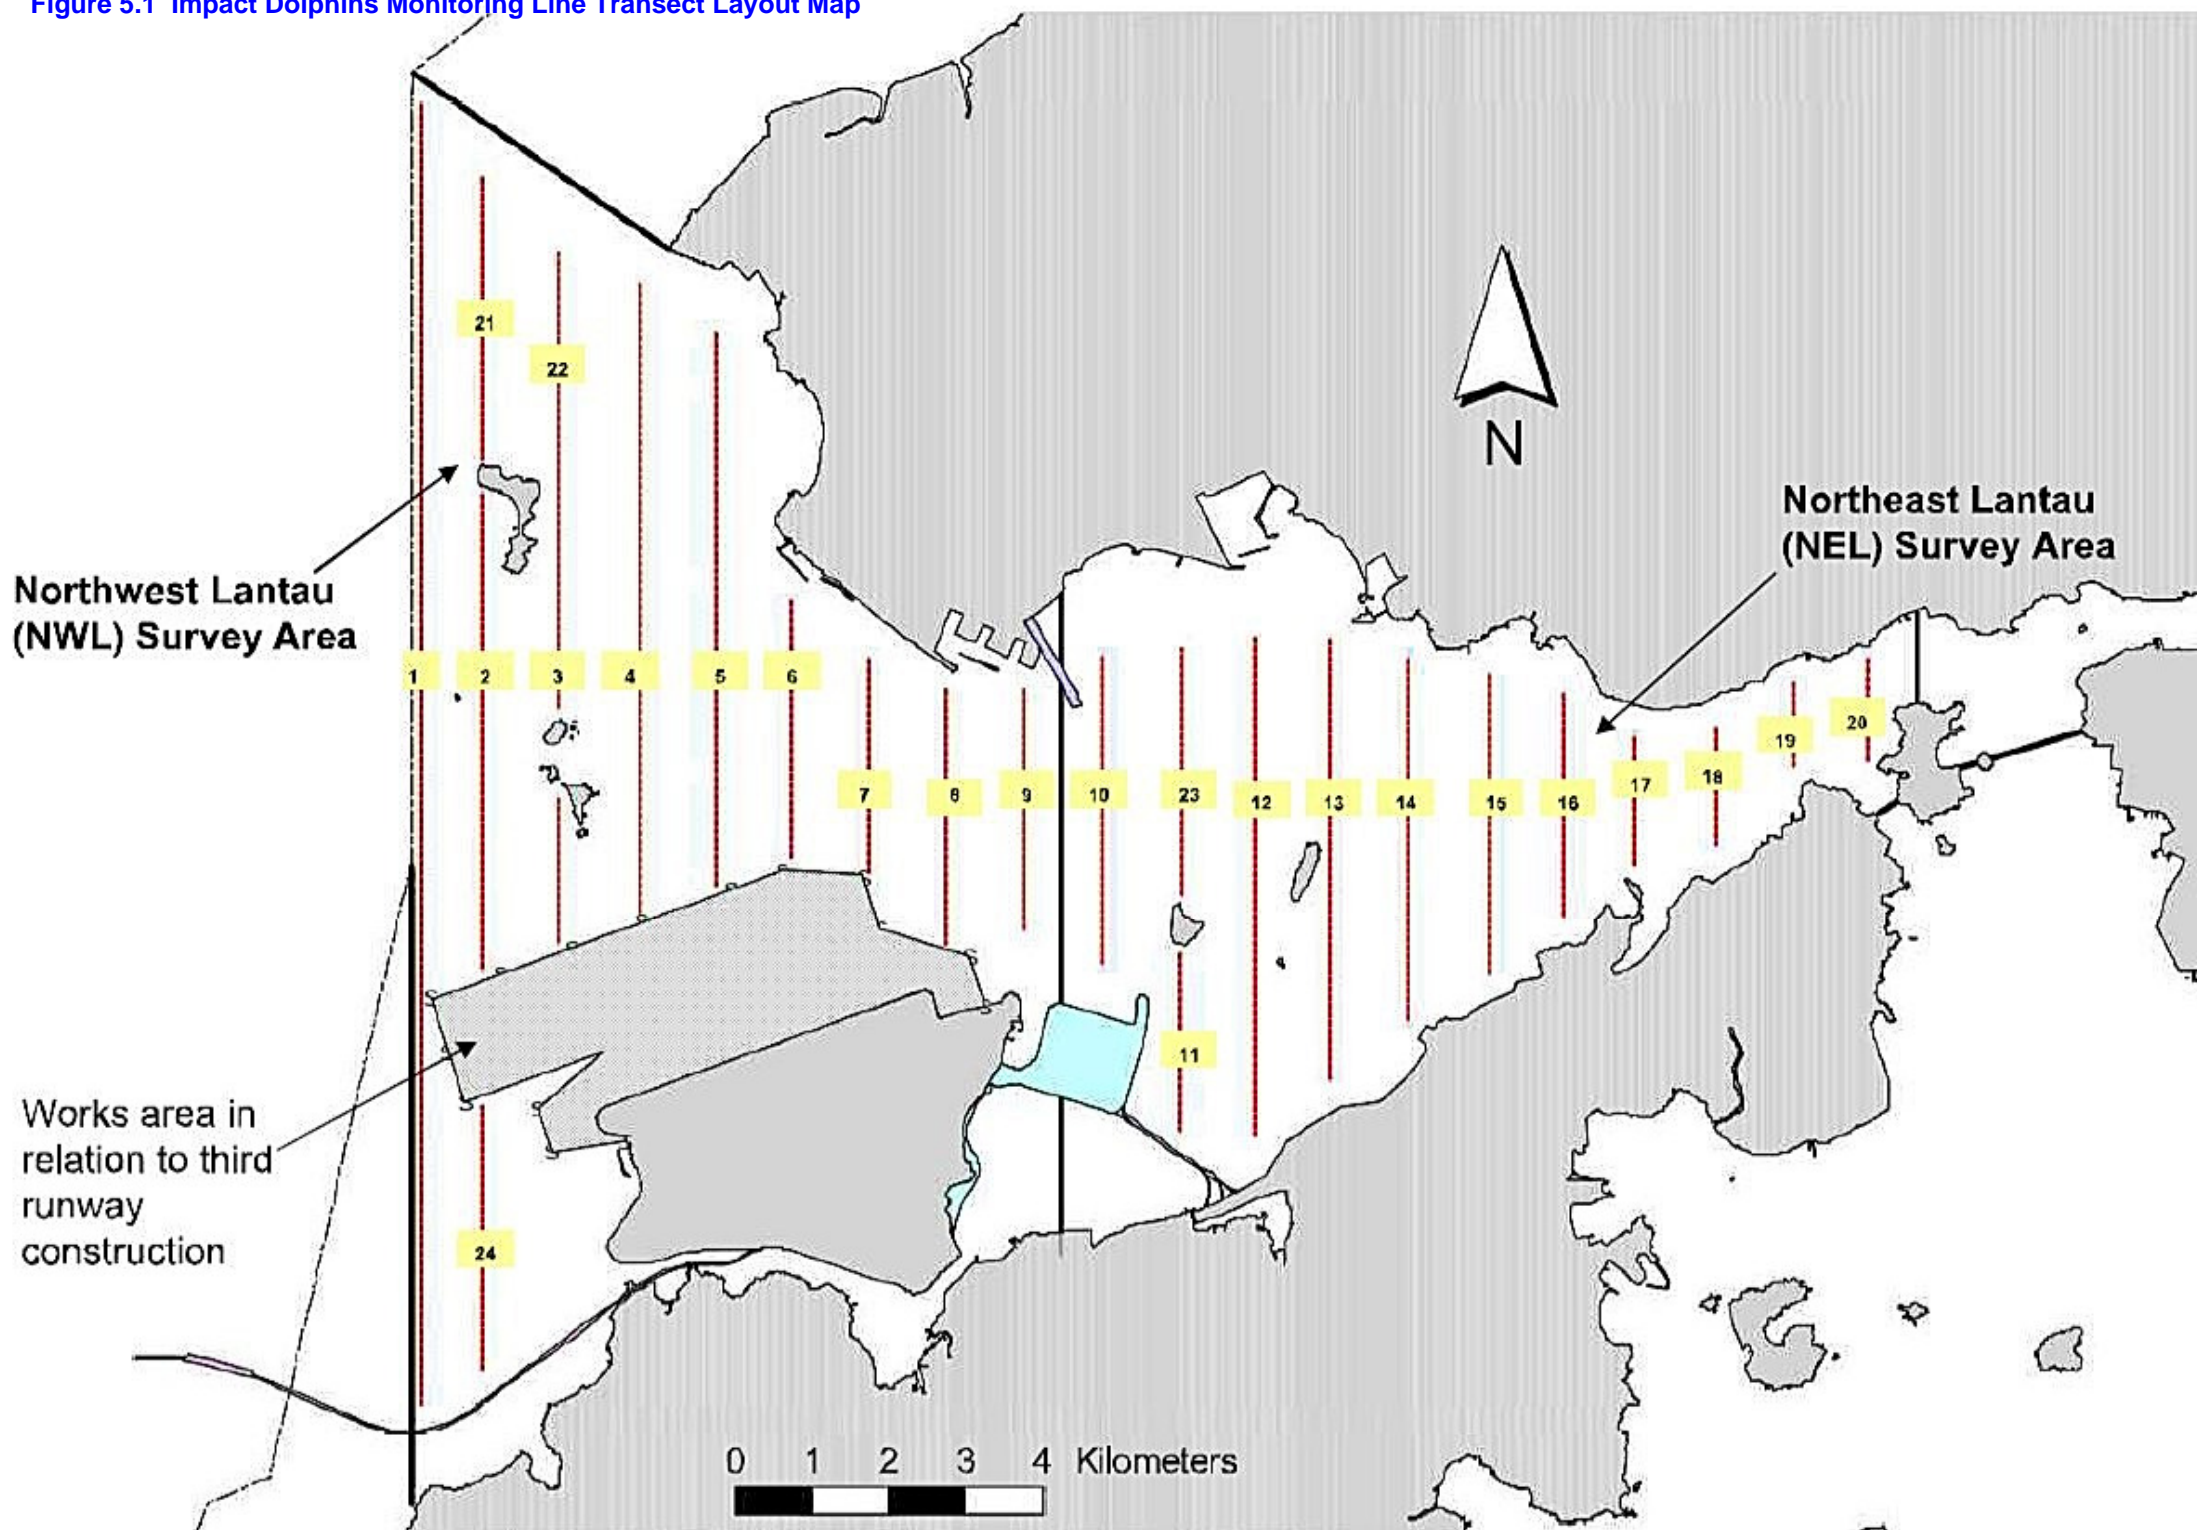 Figure 5.1 Impact Dolphins Monitoring Line Transect Layout Map
21
22
N
Northeast Lantau
(NEL) Survey Area
Northwest Lantau
(NWL) Survey Area
1 2 3 4 5 6
7 8 9 10 23 12 13 14 15 16 17 18 19 20
11
Works area in
relation to third
runway
construction
24
0 1 2 3 4 Kilometers